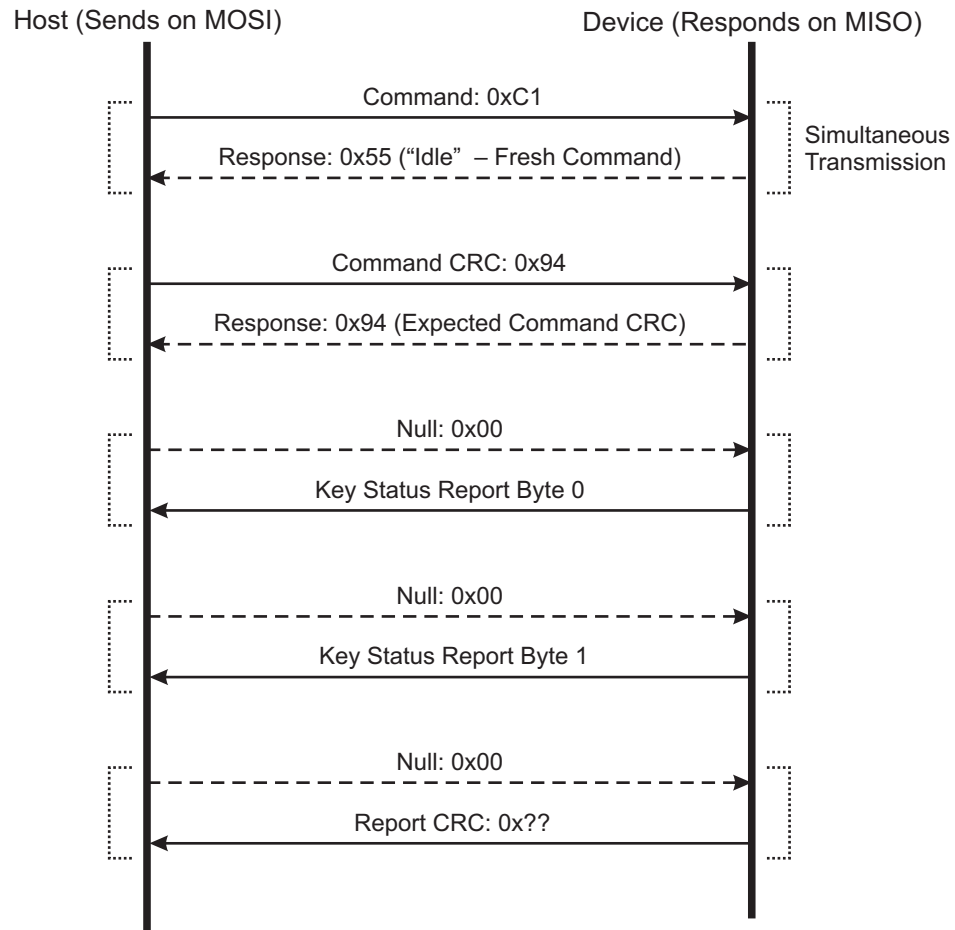 Host (Sends on MOSI)
Device (Responds on MISO)
Command: 0xC1
Response: 0x55 (“Idle” – Fresh Command)
Simultaneous
Transmission
Command CRC: 0x94
Response: 0x94 (Expected Command CRC)
Null: 0x00
Key Status Report Byte 0
Null: 0x00
Key Status Report Byte 1
Null: 0x00
Report CRC: 0x??